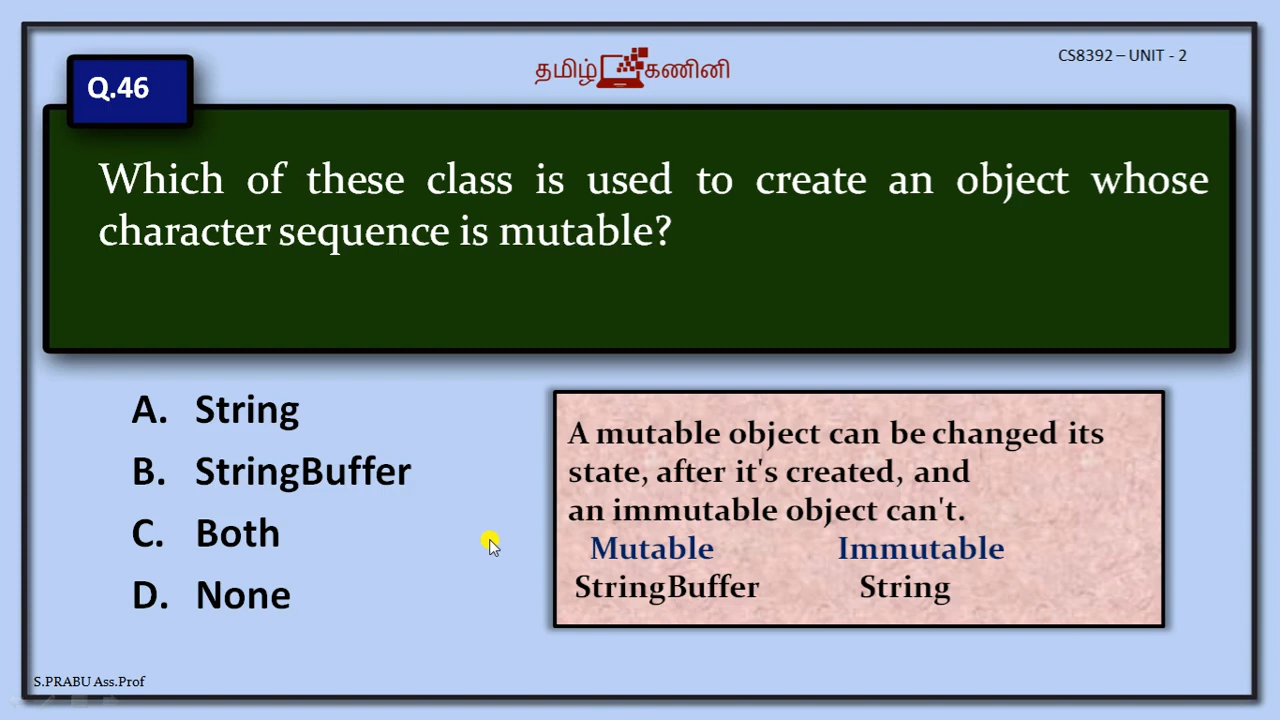 தமிழ் கணினி
CS8392 – UNIT - 2
Q.46
Which of these class is used to create an object whose
character sequence is mutable?
A. String
B. StringBuffer
C. Both
D. None
A mutable object can be changed its
state, after it's created, and
an immutable object can't.
Mutable Immutable
StringBuffer String
S.PRABU Ass.Prof